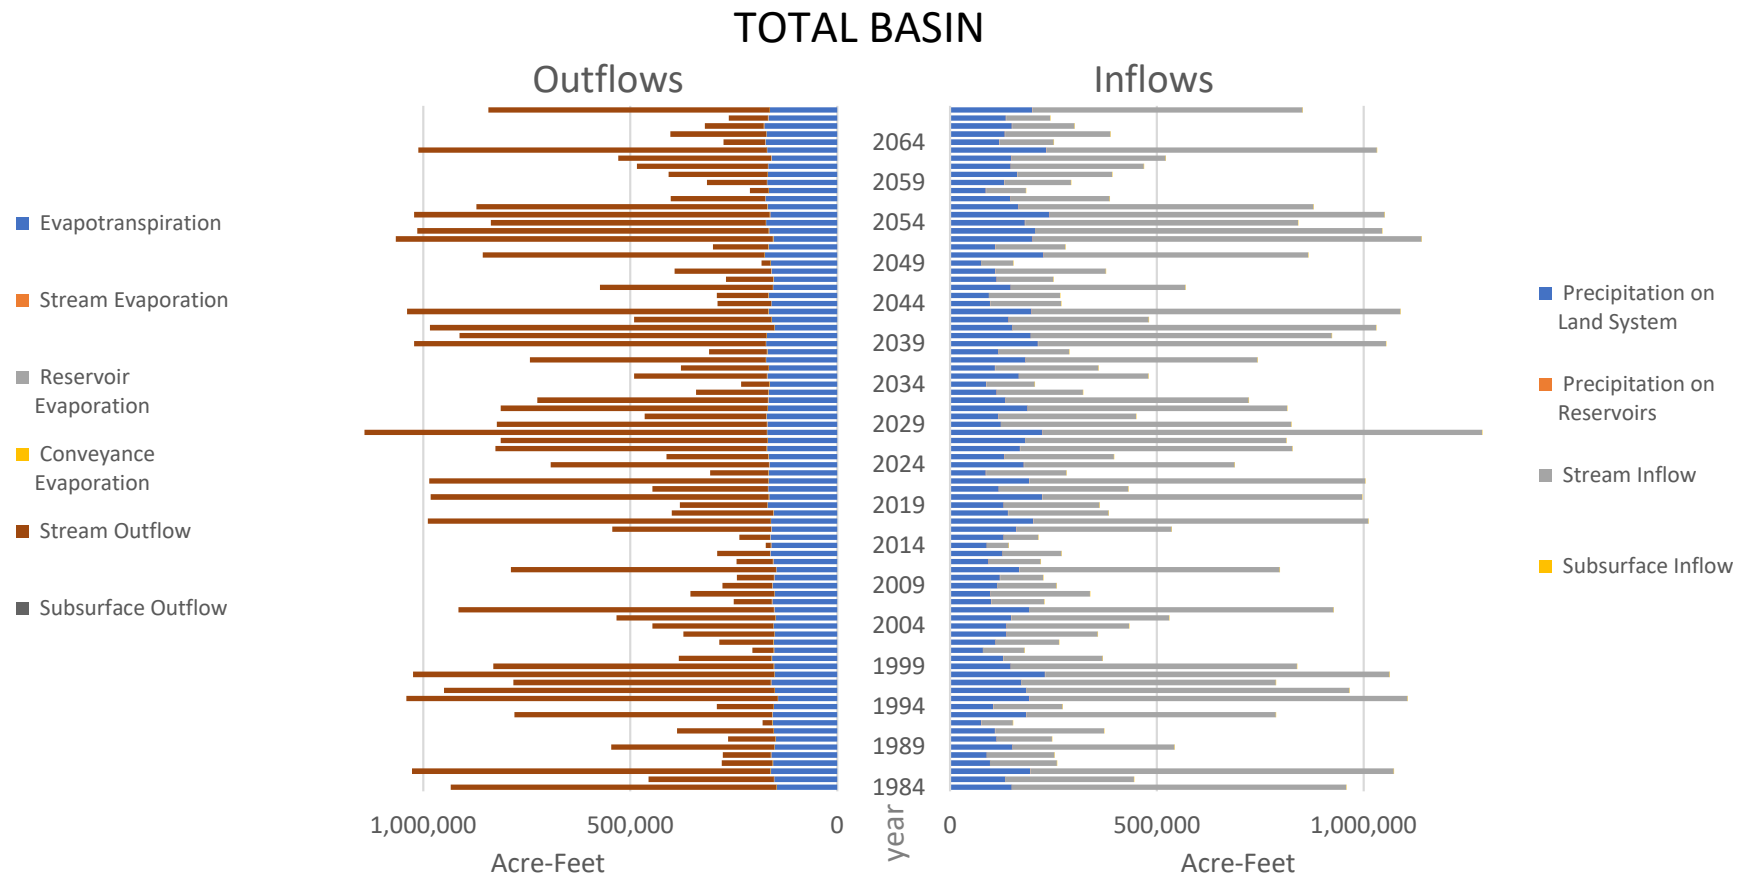 TOTAL BASIN
Outflows
Inflows
Evapotranspiration
Stream Evaporation
Reservoir
Evaporation
Conveyance
Evaporation
Stream Outflow
Subsurface Outflow
2064
2059
2054
2049
2044
2039
2034
2029
2024
2019
2014
2009
2004
1999
1994
1989
1984
Precipitation on
Land System
Precipitation on
Reservoirs
Stream Inflow
Subsurface Inflow
1,000,000
500,000
0
year
0
500,000
1,000,000
Acre-Feet
Acre-Feet